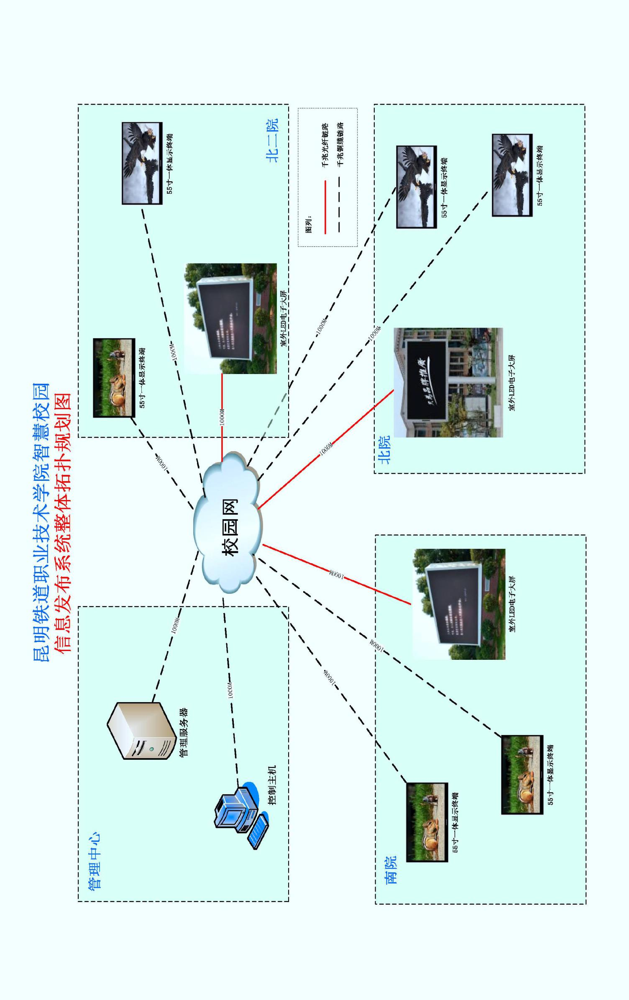 昆明铁道职业技术学院智慧校园
信息发布系统整体拓扑规划图
管理中心
管理服务器
控制主机
1000M
1000M
校园网
北二院
55寸一体显示终端
55寸一体显示终端
室外LED电子大屏
1000M
1000M
1000M
图列：
千兆光纤链路
千兆铜缆链路
南院
55寸一体显示终端
55寸一体显示终端
室外LED电子大屏
1000M
1000M
1000M
北院
只为品牌推广
室外LED电子大屏
55寸一体显示终端
55寸一体显示终端
1000M
1000M
1000M